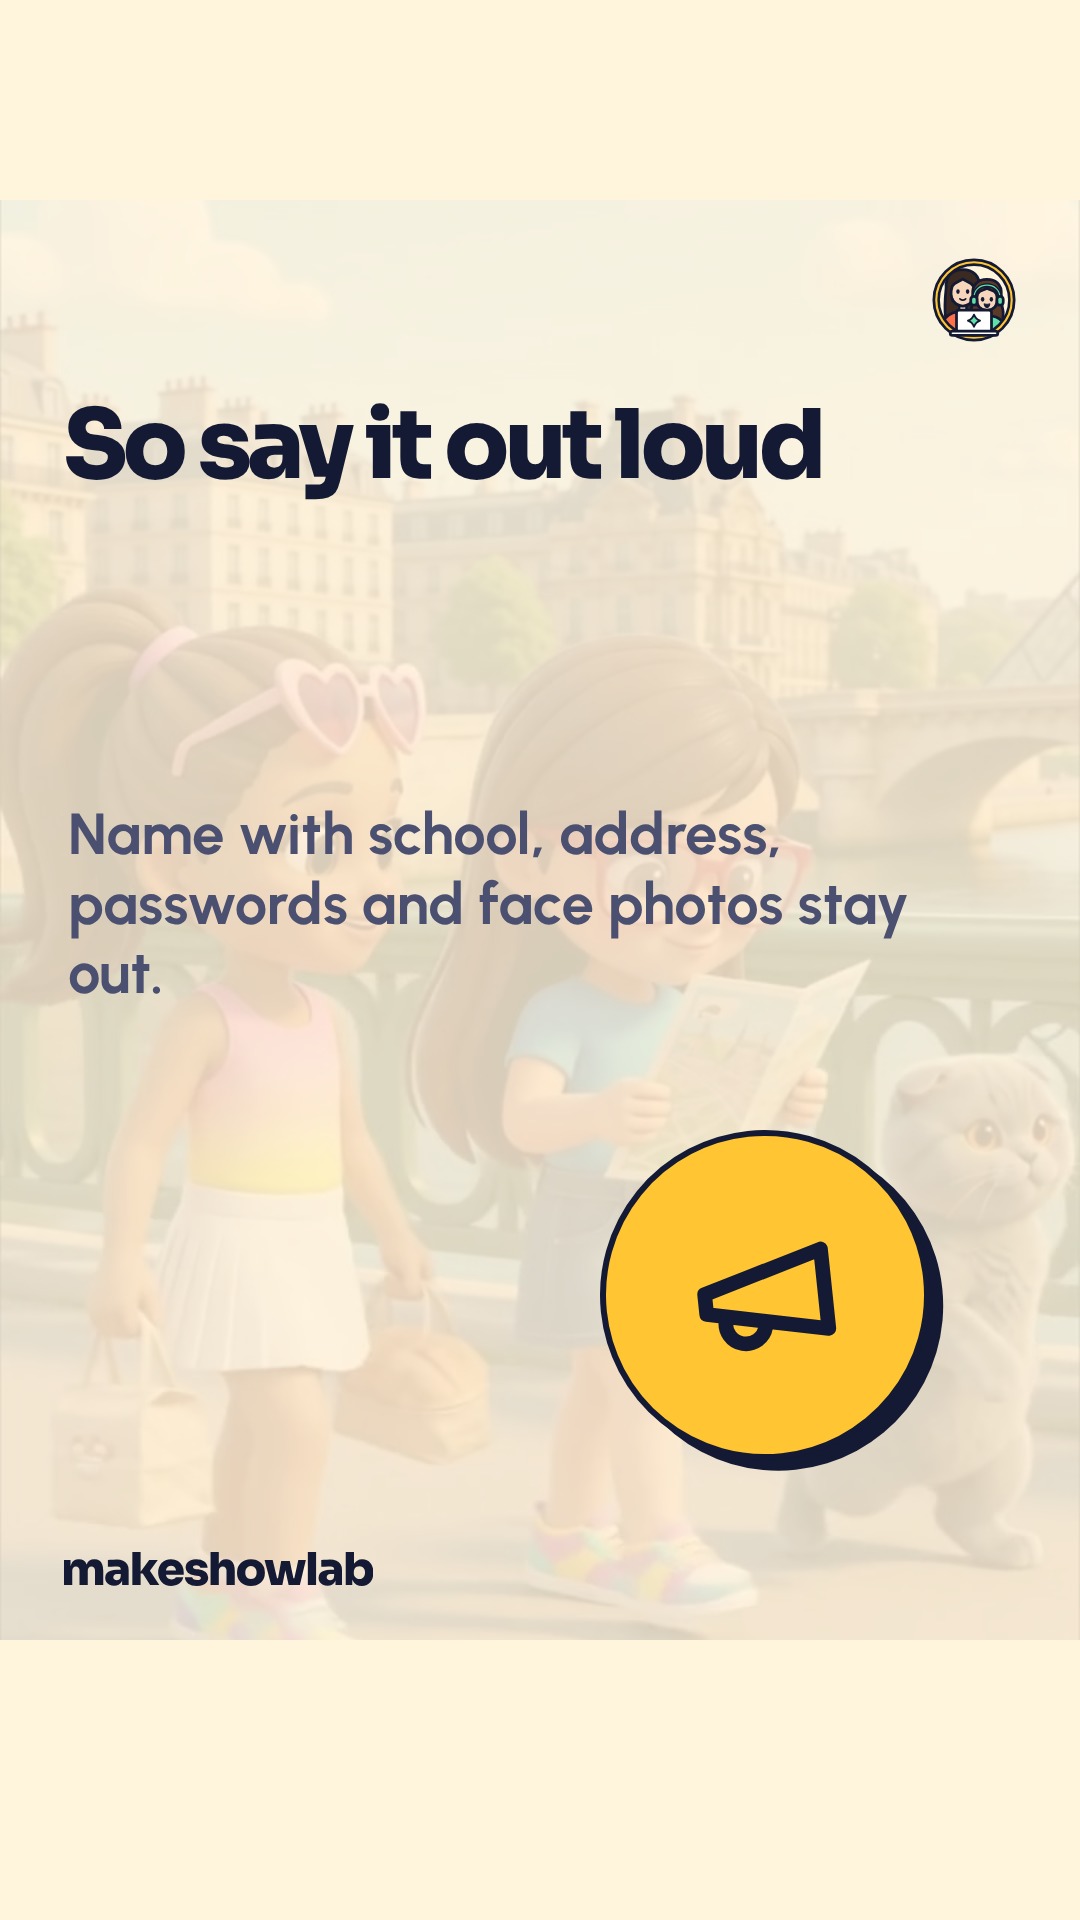 So say it out loud
Name with school, address,
passwords and face photos stay
out.
makeshowlab